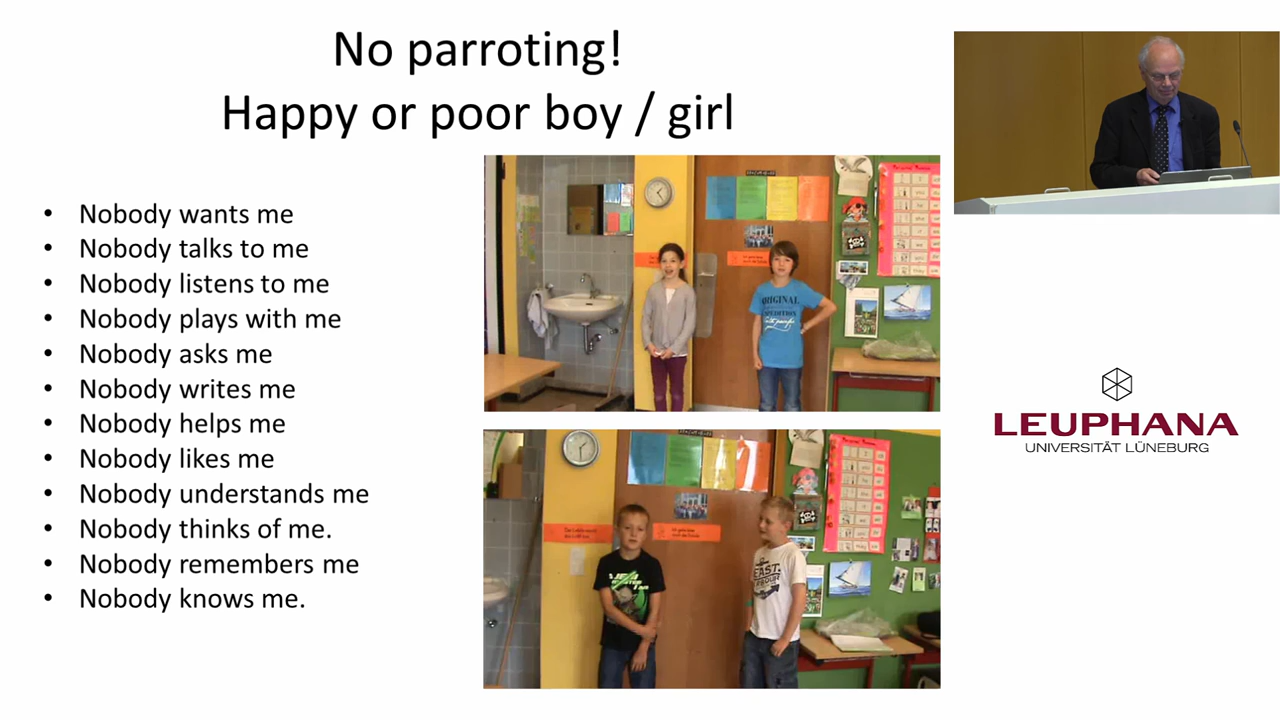 No parroting!
Happy or poor boy / girl
• Nobody wants me
• Nobody talks to me
• Nobody listens to me
• Nobody plays with me
• Nobody asks me
• Nobody writes me
• Nobody helps me
• Nobody likes me
• Nobody understands me
• Nobody thinks of me.
• Nobody remembers me
• Nobody knows me.
ORIGINAL
LEUPHANA
UNIVERSITÄT LÜNEBURG